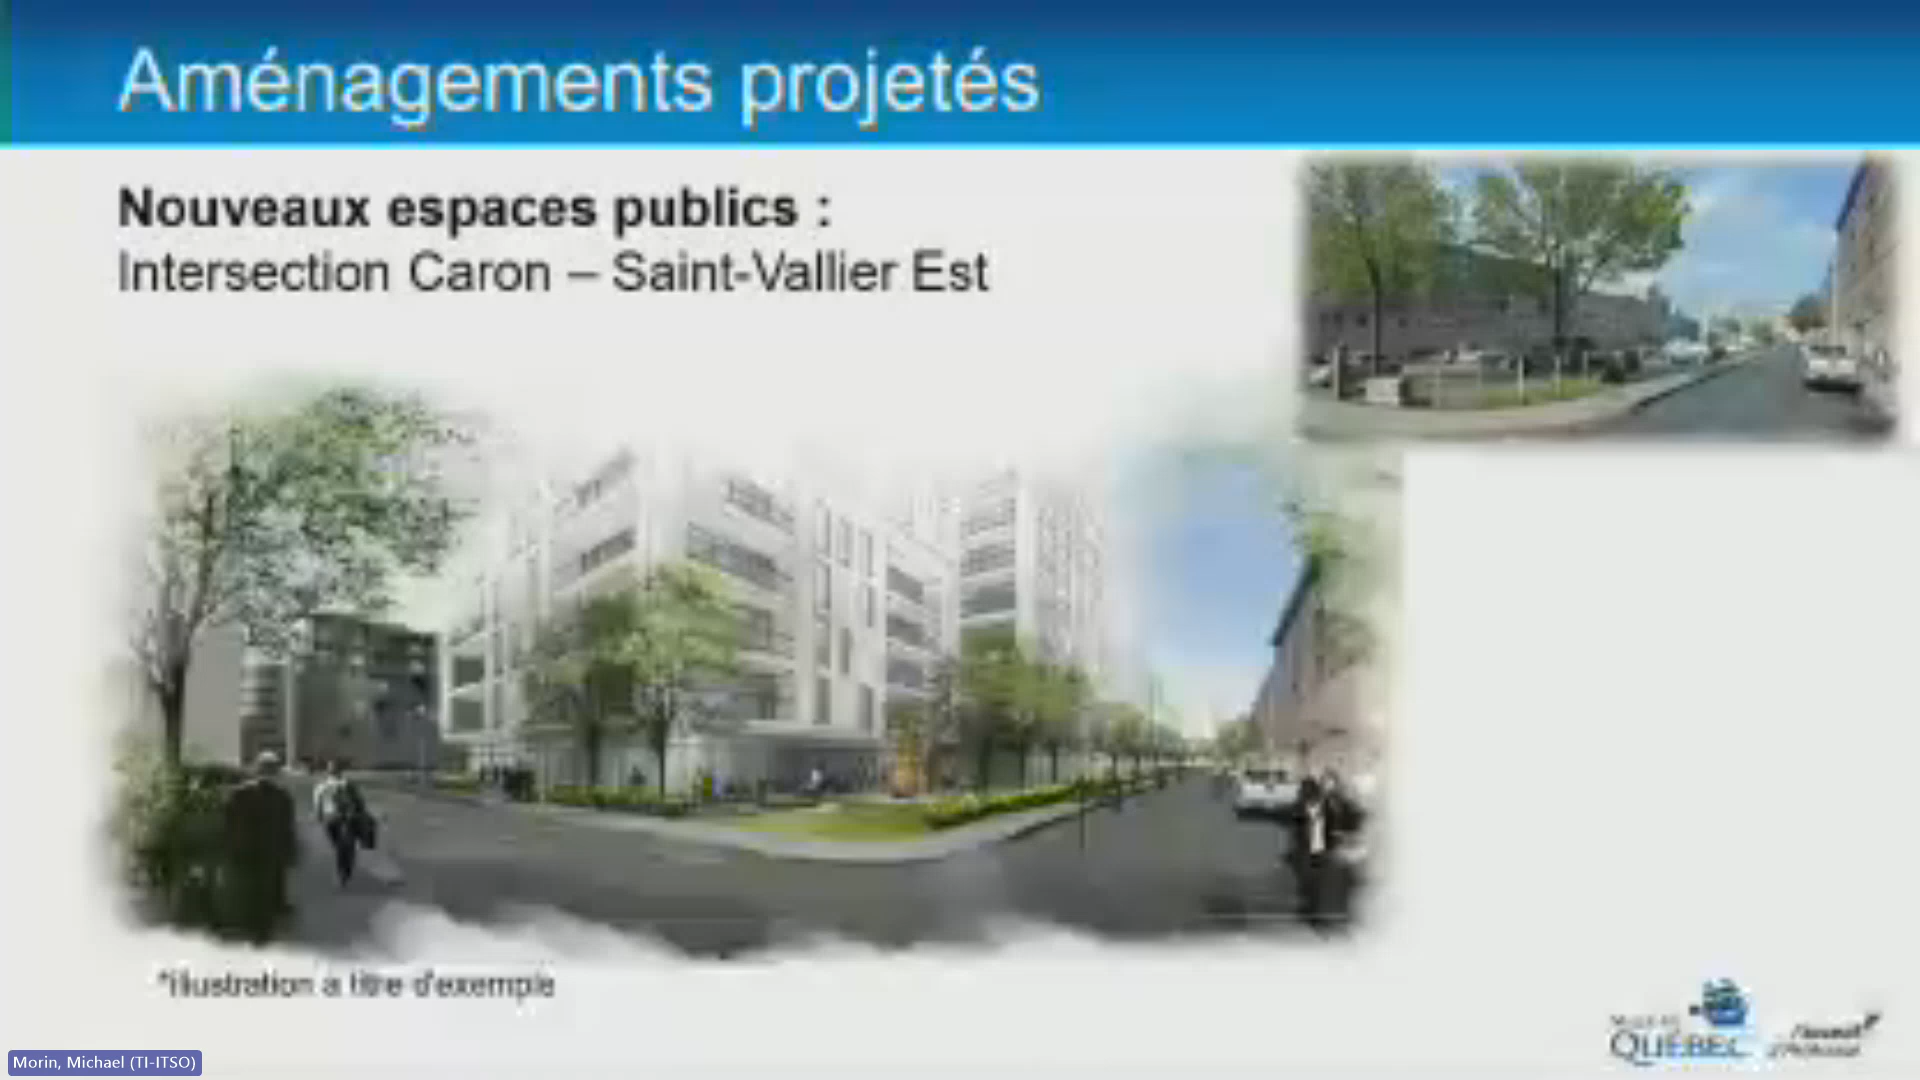 Aménagements projetés
Nouveaux espaces publics :
Intersection Caron – Saint-Vallier Est
*illustration à titre d'exemple
QUÉBEC
Morin, Michael (TI-ITSO)